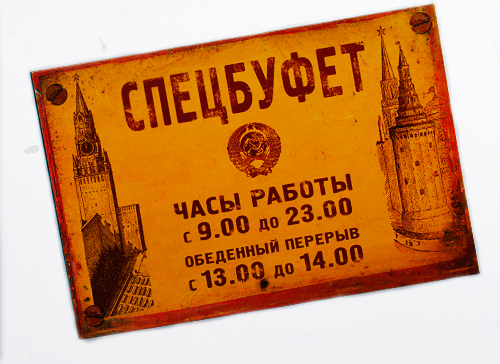 СПЕЦБУФЕТ
ЧАСЫ РАБОТЫ
с 9.00 до 23.00
ОБЕДЕННЫЙ ПЕРЕРЫВ
с 13.00 до 14.00